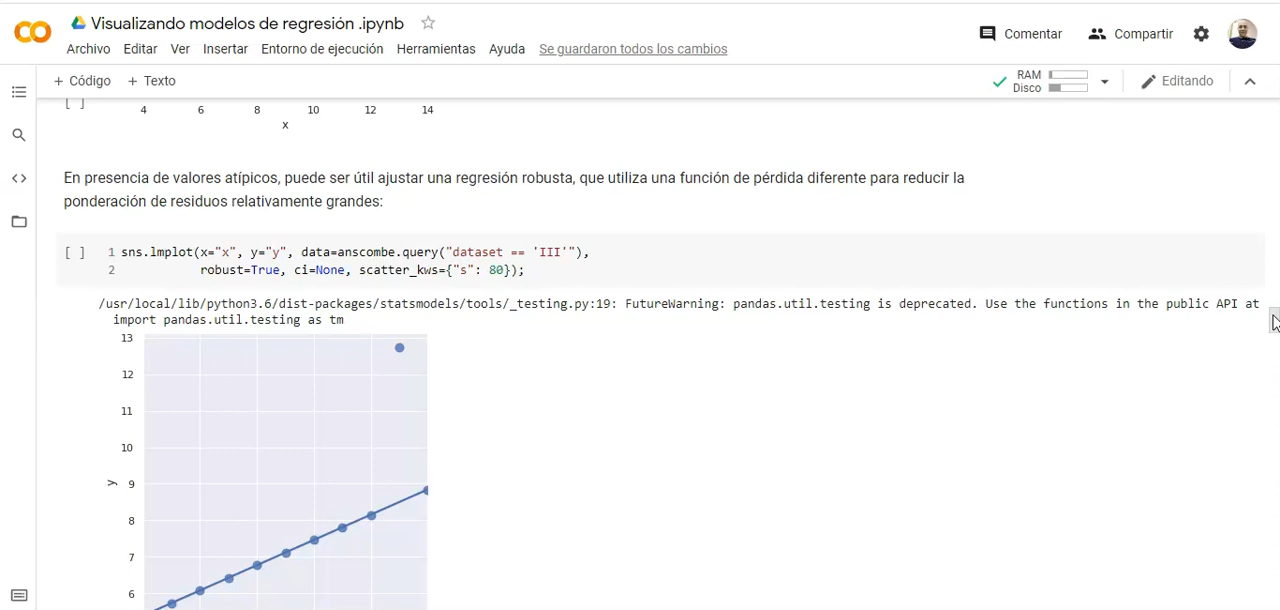 Visualizando modelos de regresión .ipynb
Comentar
Compartir
Archivo Editar Ver Insertar Entorno de ejecución Herramientas Ayuda Se guardaron todos los cambios
+ Código + Texto
RAM
Disco
Editando
[ ]
4 6 8 10 12 14
x
En presencia de valores atípicos, puede ser útil ajustar una regresión robusta, que utiliza una función de pérdida diferente para reducir la
ponderación de residuos relativamente grandes:
[ ] 1 sns.lmplot(x="x", y="y", data=anscombe.query("dataset == 'III'"),
2 robust=True, ci=None, scatter_kws={"s": 80});
/usr/local/lib/python3.6/dist-packages/statsmodels/tools/_testing.py:19: FutureWarning: pandas.util.testing is deprecated. Use the functions in the public API at
import pandas.util.testing as tm
13
12
11
10
y
9
8
7
6